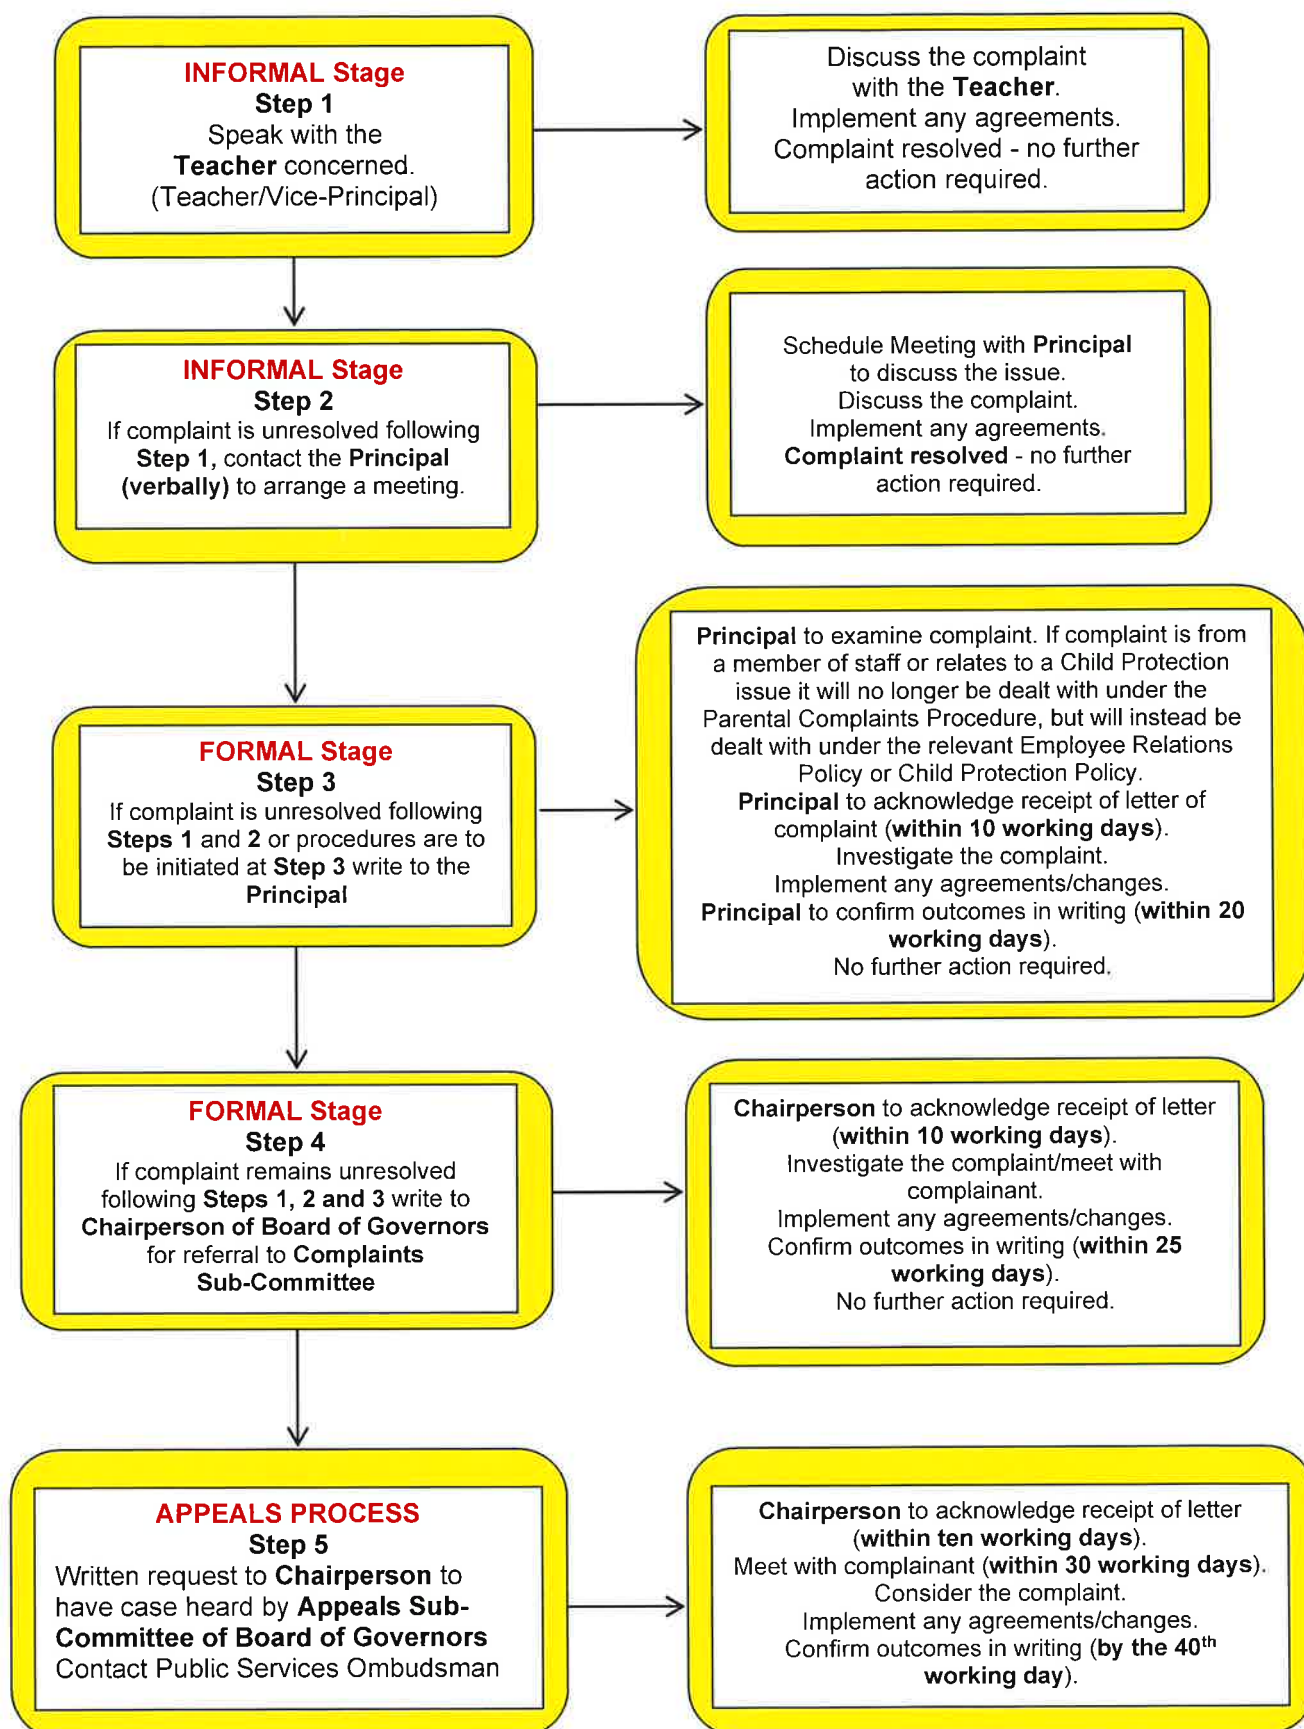 INFORMAL Stage
Step 1
Speak with the
Teacher concerned.
(Teacher/Vice-Principal)
Discuss the complaint
with the Teacher.
Implement any agreements.
Complaint resolved - no further
action required.
INFORMAL Stage
Step 2
If complaint is unresolved following
Step 1, contact the Principal
(verbally) to arrange a meeting.
Schedule Meeting with Principal
to discuss the issue.
Discuss the complaint.
Implement any agreements.
Complaint resolved - no further
action required.
FORMAL Stage
Step 3
If complaint is unresolved following
Steps 1 and 2 or procedures are to
be initiated at Step 3 write to the
Principal
Principal to examine complaint. If complaint is from
a member of staff or relates to a Child Protection
issue it will no longer be dealt with under the
Parental Complaints Procedure, but will instead be
dealt with under the relevant Employee Relations
Policy or Child Protection Policy.
Principal to acknowledge receipt of letter of
complaint (within 10 working days).
Investigate the complaint.
Implement any agreements/changes.
Principal to confirm outcomes in writing (within 20
working days).
No further action required.
FORMAL Stage
Step 4
If complaint remains unresolved
following Steps 1, 2 and 3 write to
Chairperson of Board of Governors
for referral to Complaints
Sub-Committee
Chairperson to acknowledge receipt of letter
(within 10 working days).
Investigate the complaint/meet with
complainant.
Implement any agreements/changes.
Confirm outcomes in writing (within 25
working days).
No further action required.
APPEALS PROCESS
Step 5
Written request to Chairperson to
have case heard by Appeals Sub-
Committee of Board of Governors
Contact Public Services Ombudsman
Chairperson to acknowledge receipt of letter
(within ten working days).
Meet with complainant (within 30 working days).
Consider the complaint.
Implement any agreements/changes.
Confirm outcomes in writing (by the 40th
working day).